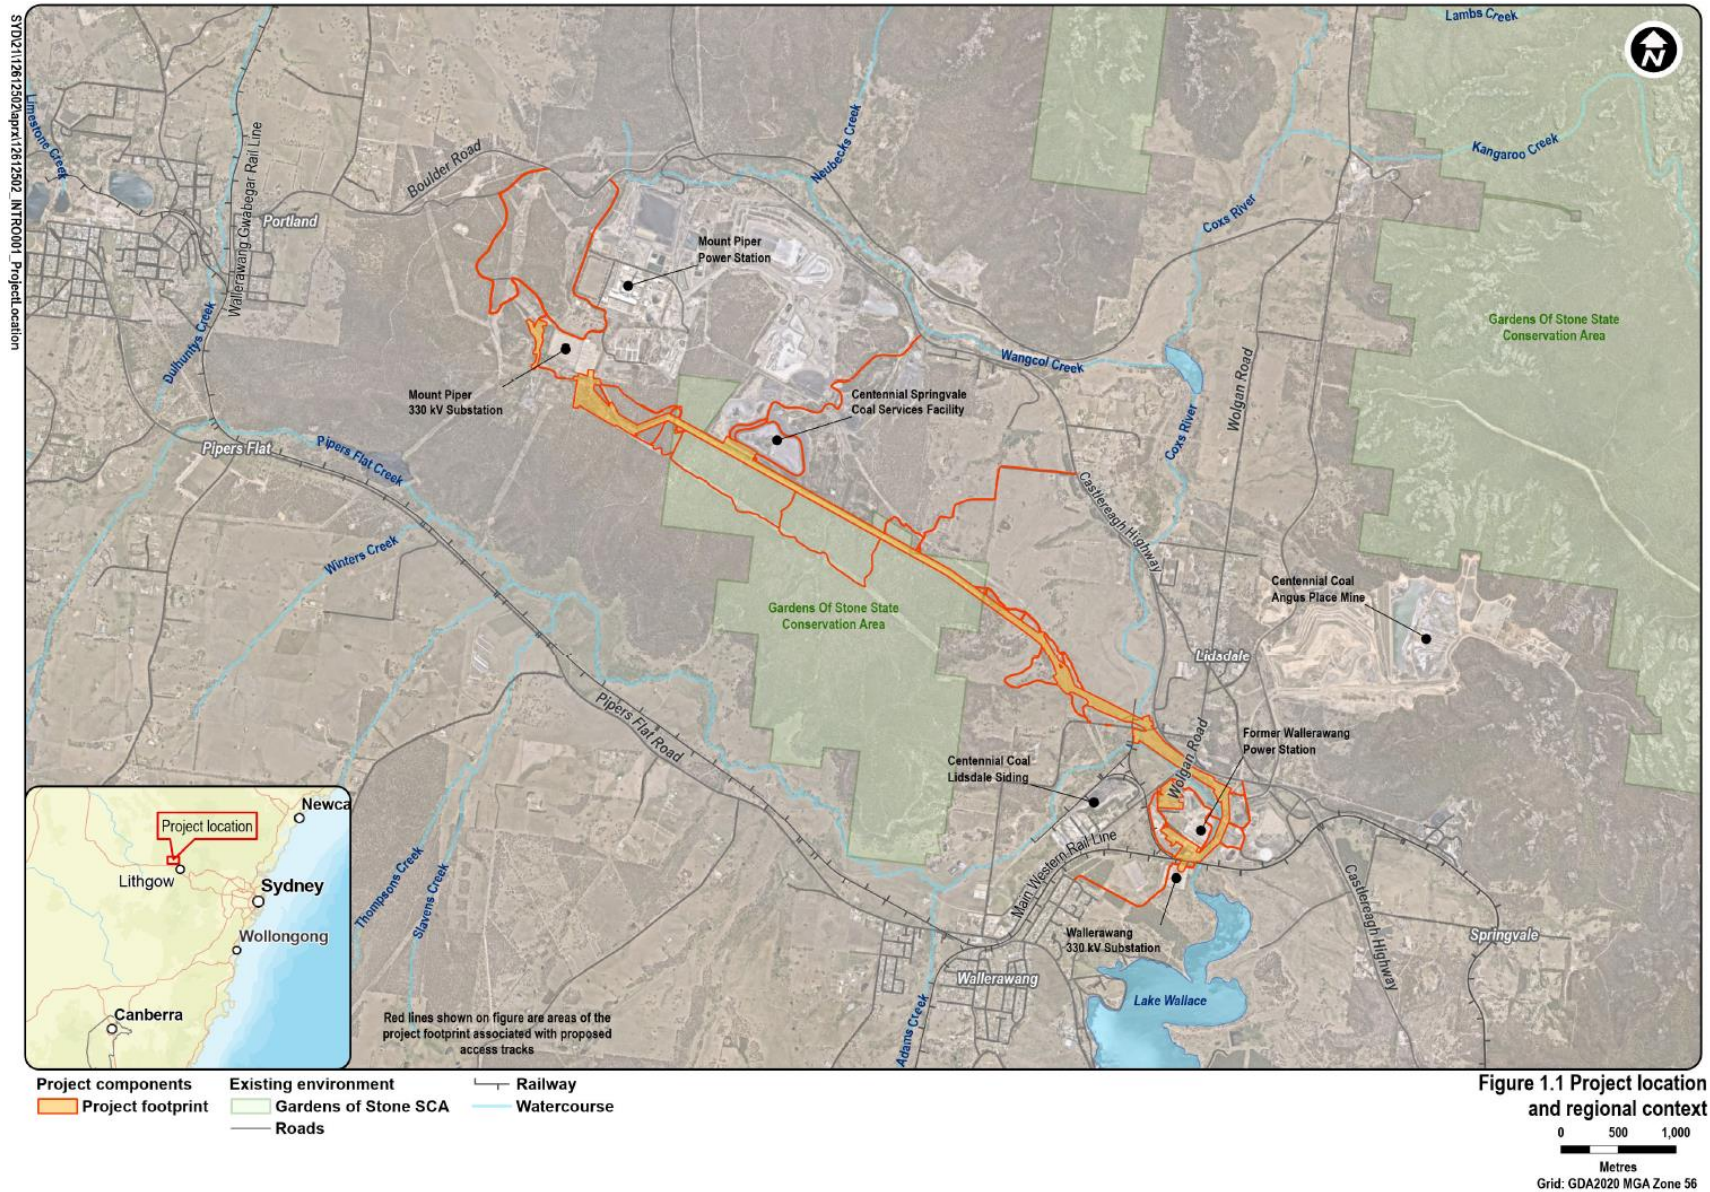 SYD\21\12612502\aprx\12612502_INTRO001_ProjectLocation
Lambs Creek
N
Limestone Creek
Wallerawang Gwabegar Rail Line
Boulder Road
Neubecks Creek
Kangaroo Creek
Coxs River
Portland
Mount Piper
Power Station
Dulhuntys Creek
Gardens Of Stone State
Conservation Area
Wangcol Creek
Wolgan Road
Mount Piper
330 kV Substation
Centennial Springvale
Coal Services Facility
Coxs River
Pipers Flat
Pipers Flat Creek
Castlereagh Highway
Winters Creek
Centennial Coal
Angus Place Mine
Gardens Of Stone State
Conservation Area
Lidsdale
Pipers Flat Road
Wolgan Road
Former Wallerawang
Power Station
Centennial Coal
Lidsdale Siding
Newca
Project location
Lithgow
Sydney
Wollongong
Canberra
Thompsons Creek
Slavens Creek
Main Western Rail Line
Castlereagh Highway
Wallerawang
330 kV Substation
Springvale
Wallerawang
Lake Wallace
Adams Creek
Red lines shown on figure are areas of the
project footprint associated with proposed
access tracks
Project components
Project footprint
Existing environment
Gardens of Stone SCA
Roads
Railway
Watercourse
Figure 1.1 Project location
and regional context
0 500 1,000
Metres
Grid: GDA2020 MGA Zone 56